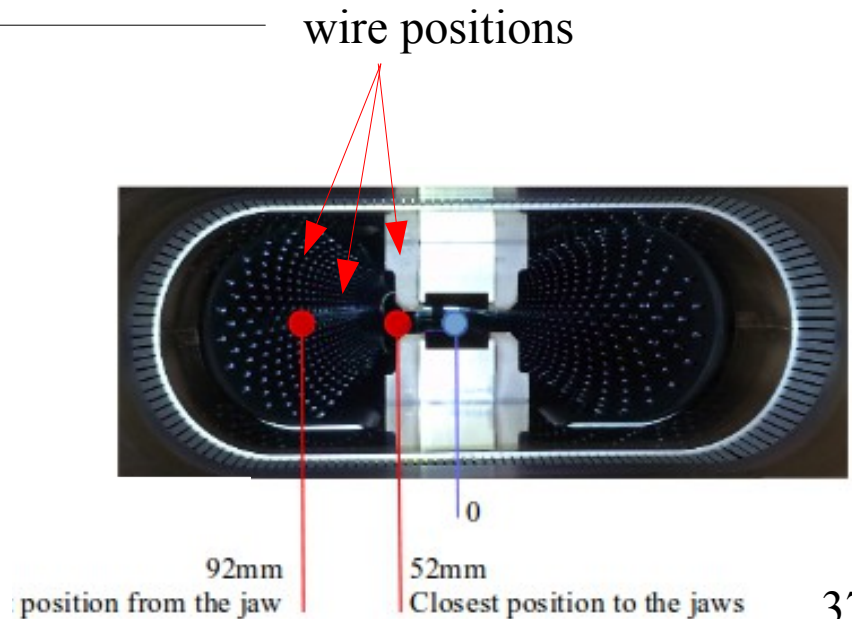 wire positions
0
92mm
position from the jaw
52mm
Closest position to the jaws